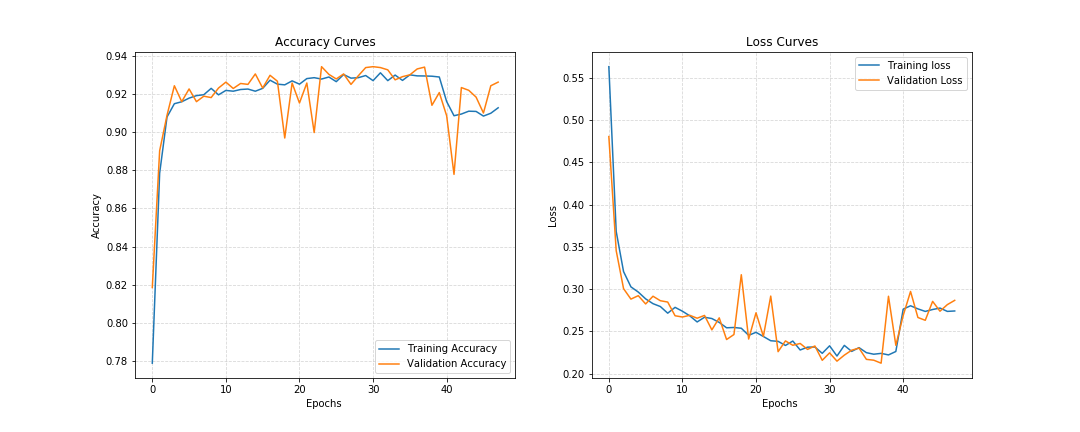 Accuracy Curves
0.94
0.92
0.90
0.88
0.86
0.84
0.82
0.80
0.78
Accuracy
0
10
20
30
40
Epochs
Training Accuracy
Validation Accuracy
Loss Curves
0.55
0.50
0.45
0.40
0.35
0.30
0.25
0.20
Loss
0
10
20
30
40
Epochs
Training loss
Validation Loss